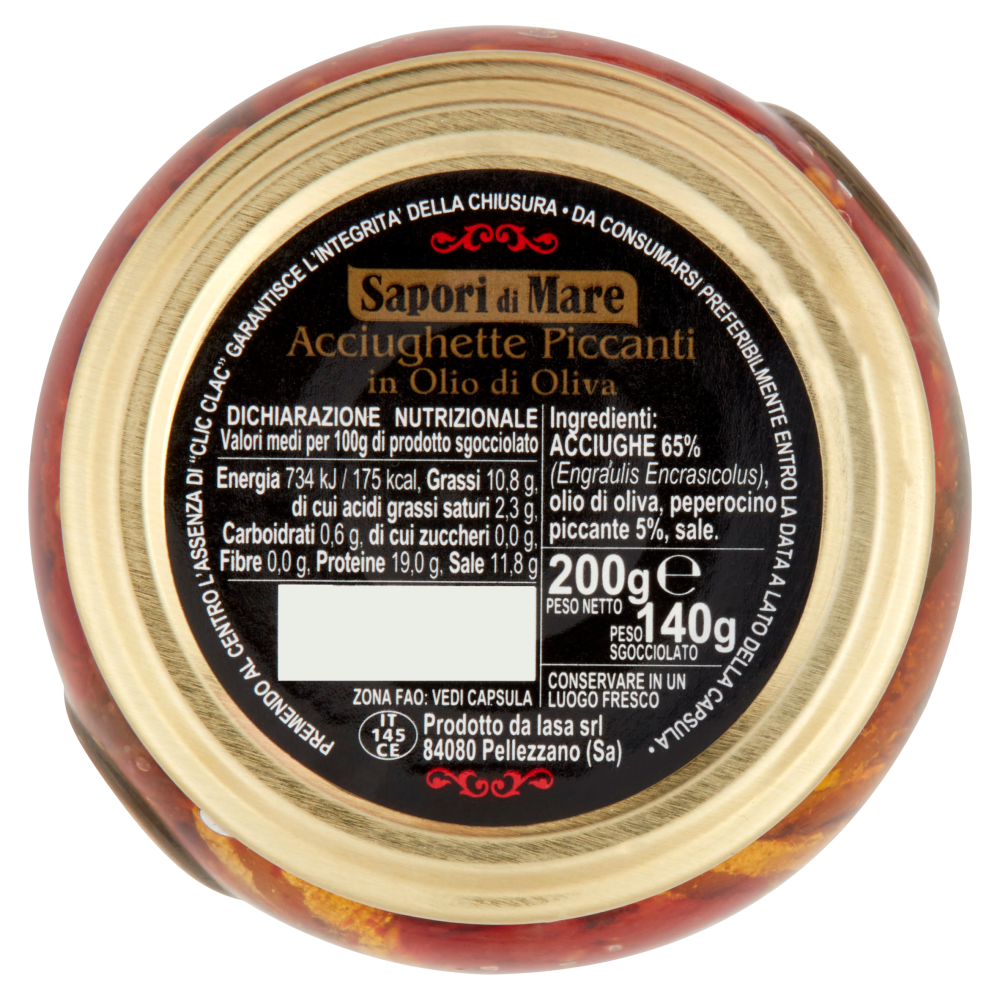 PREMENDO AL CENTRO L'ASSENZA DI "CLIC CLAC" GARANTISCE L'INTEGRITA' DELLA CHIUSURA • DA CONSUMARSI PREFERIBILMENTE ENTRO LA DATA A LATO DELLA CAPSULA •
Sapori di Mare
Acciughette Piccanti
in Olio di Oliva
DICHIARAZIONE NUTRIZIONALE
Valori medi per 100g di prodotto sgocciolato
Energia 734 kJ / 175 kcal, Grassi 10,8 g,
di cui acidi grassi saturi 2,3 g,
Carboidrati 0,6 g, di cui zuccheri 0,0 g,
Fibre 0,0 g, Proteine 19,0 g, Sale 11,8 g
Ingredienti:
ACCIUGHE 65%
(Engraulis Encrasicolus),
olio di oliva, peperocino
piccante 5%, sale.
200g e
PESO NETTO
140g
PESO
SGOCCIOLATO
CONSERVARE IN UN
LUOGO FRESCO
ZONA FAO: VEDI CAPSULA
IT
145
CE
Prodotto da Iasa srl
84080 Pellezzano (Sa)